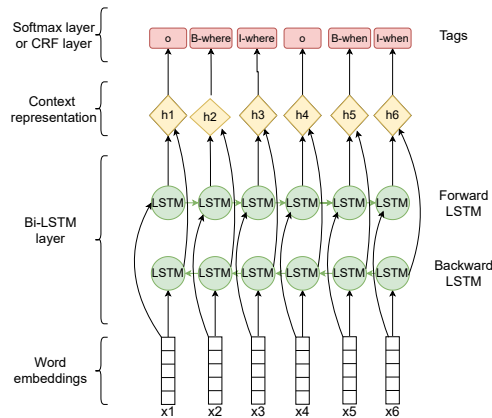 Softmax layer
or CRF layer
o B-where I-where o B-when I-when
Tags
Context
representation
h1 h2 h3 h4 h5 h6
Bi-LSTM
layer
LSTM LSTM LSTM LSTM LSTM LSTM
Forward
LSTM
LSTM LSTM LSTM LSTM LSTM LSTM
Backward
LSTM
Word
embeddings
x1 x2 x3 x4 x5 x6